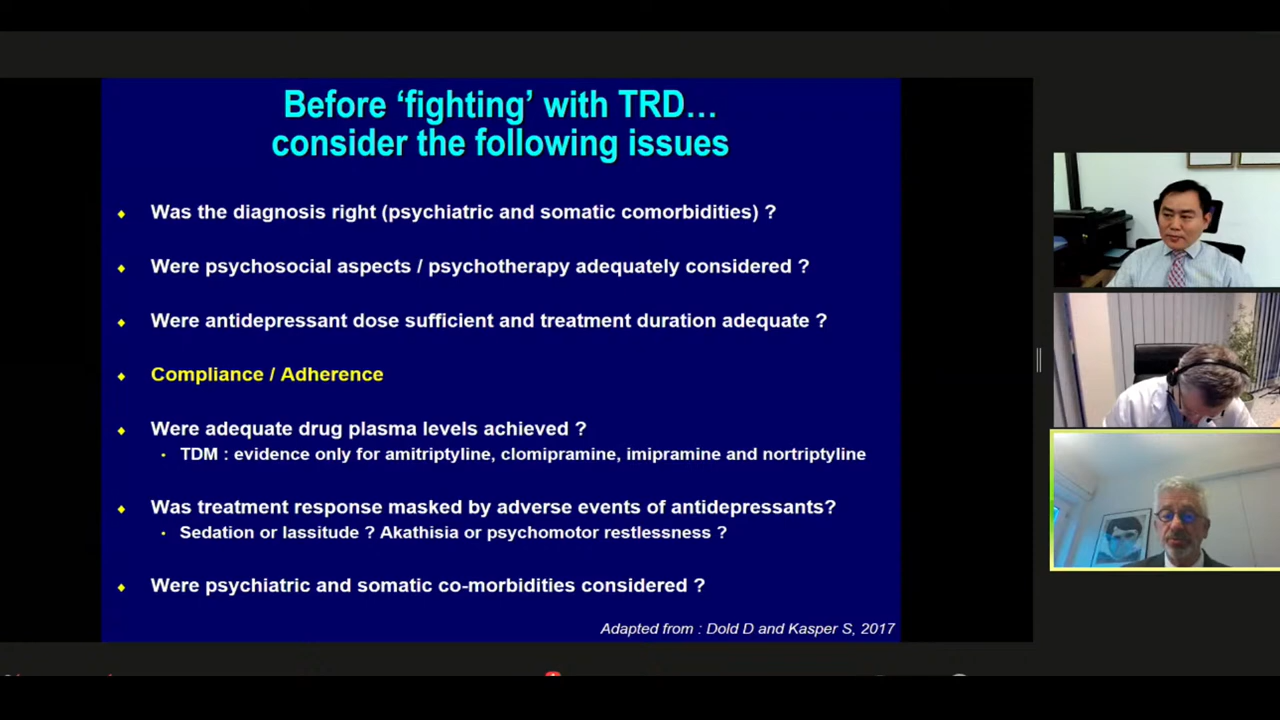 Before ‘fighting’ with TRD…
consider the following issues
Was the diagnosis right (psychiatric and somatic comorbidities) ?
Were psychosocial aspects / psychotherapy adequately considered ?
Were antidepressant dose sufficient and treatment duration adequate ?
Compliance / Adherence
Were adequate drug plasma levels achieved ?
TDM : evidence only for amitriptyline, clomipramine, imipramine and nortriptyline
Was treatment response masked by adverse events of antidepressants?
Sedation or lassitude ? Akathisia or psychomotor restlessness ?
Were psychiatric and somatic co-morbidities considered ?
Adapted from : Dold D and Kasper S, 2017